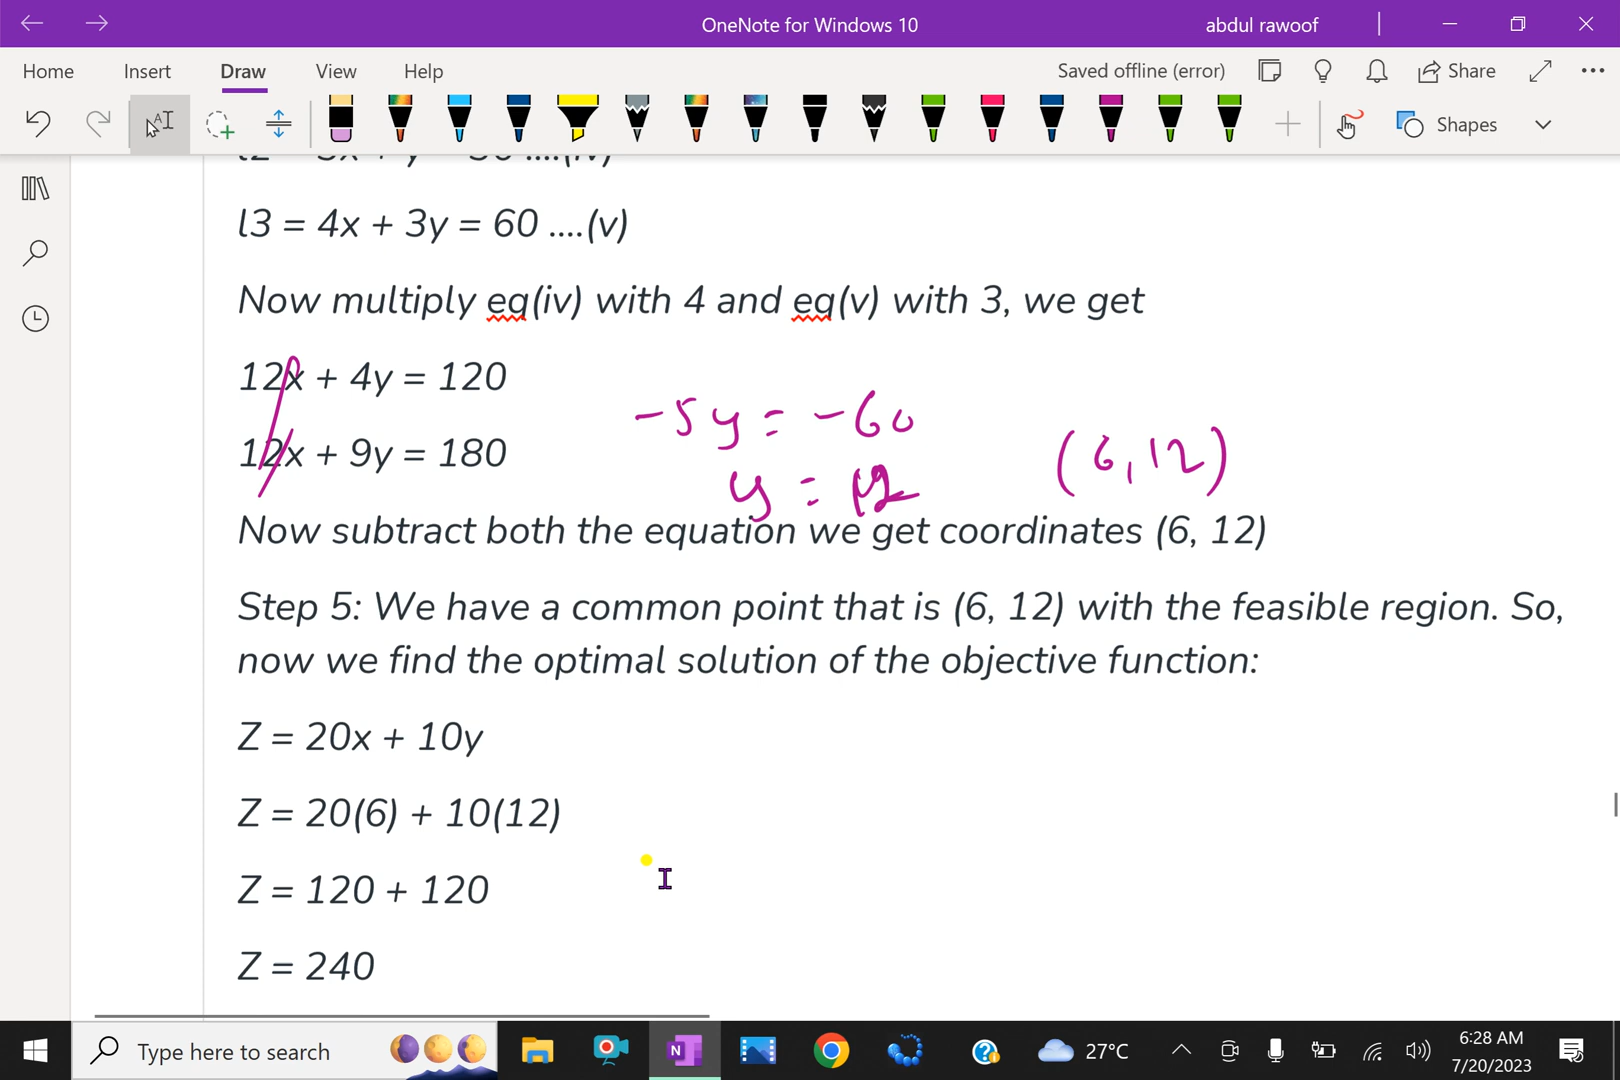 OneNote for Windows 10
abdul rawoof
Home Insert Draw View Help
Saved offline (error)
Share
Shapes
l3 = 4x + 3y = 60 ....(v)
Now multiply eq(iv) with 4 and eq(v) with 3, we get
12x + 4y = 120
-5y = -60
12x + 9y = 180
(6,12)
y = 12
Now subtract both the equation we get coordinates (6, 12)
Step 5: We have a common point that is (6, 12) with the feasible region. So,
now we find the optimal solution of the objective function:
Z = 20x + 10y
Z = 20(6) + 10(12)
Z = 120 + 120
Z = 240
Type here to search
27°C
6:28 AM
7/20/2023